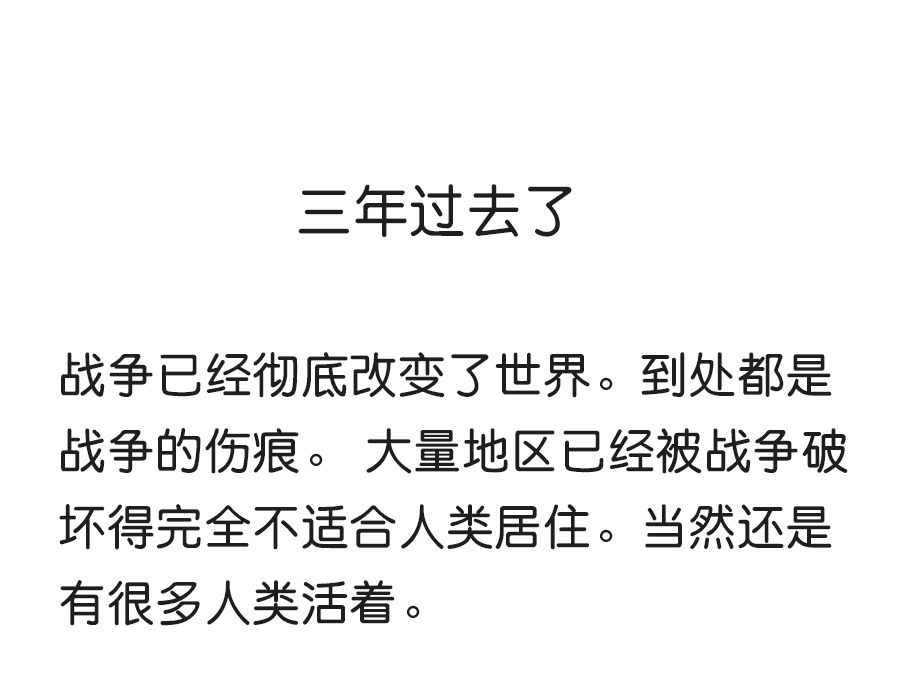 三年过去了
战争已经彻底改变了世界。到处都是
战争的伤痕。 大量地区已经被战争破
坏得完全不适合人类居住。当然还是
有很多人类活着。